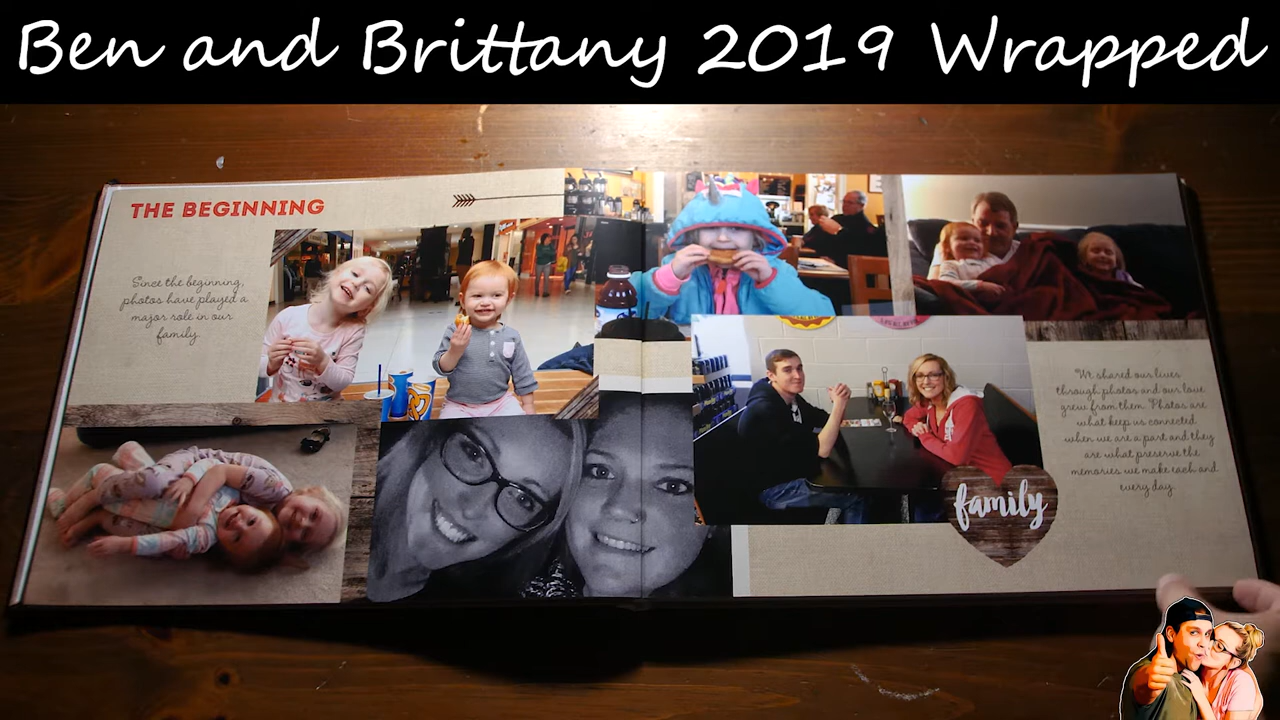 Ben and Brittany 2019 Wrapped
THE BEGINNING
Since the beginning,
photos have played a
major role in our
family.
We shared our lives
through photos and our love
grew from them. Photos are
what keep us connected
when we are a part and they
are what preserve the
memories we make each and
every day.
family